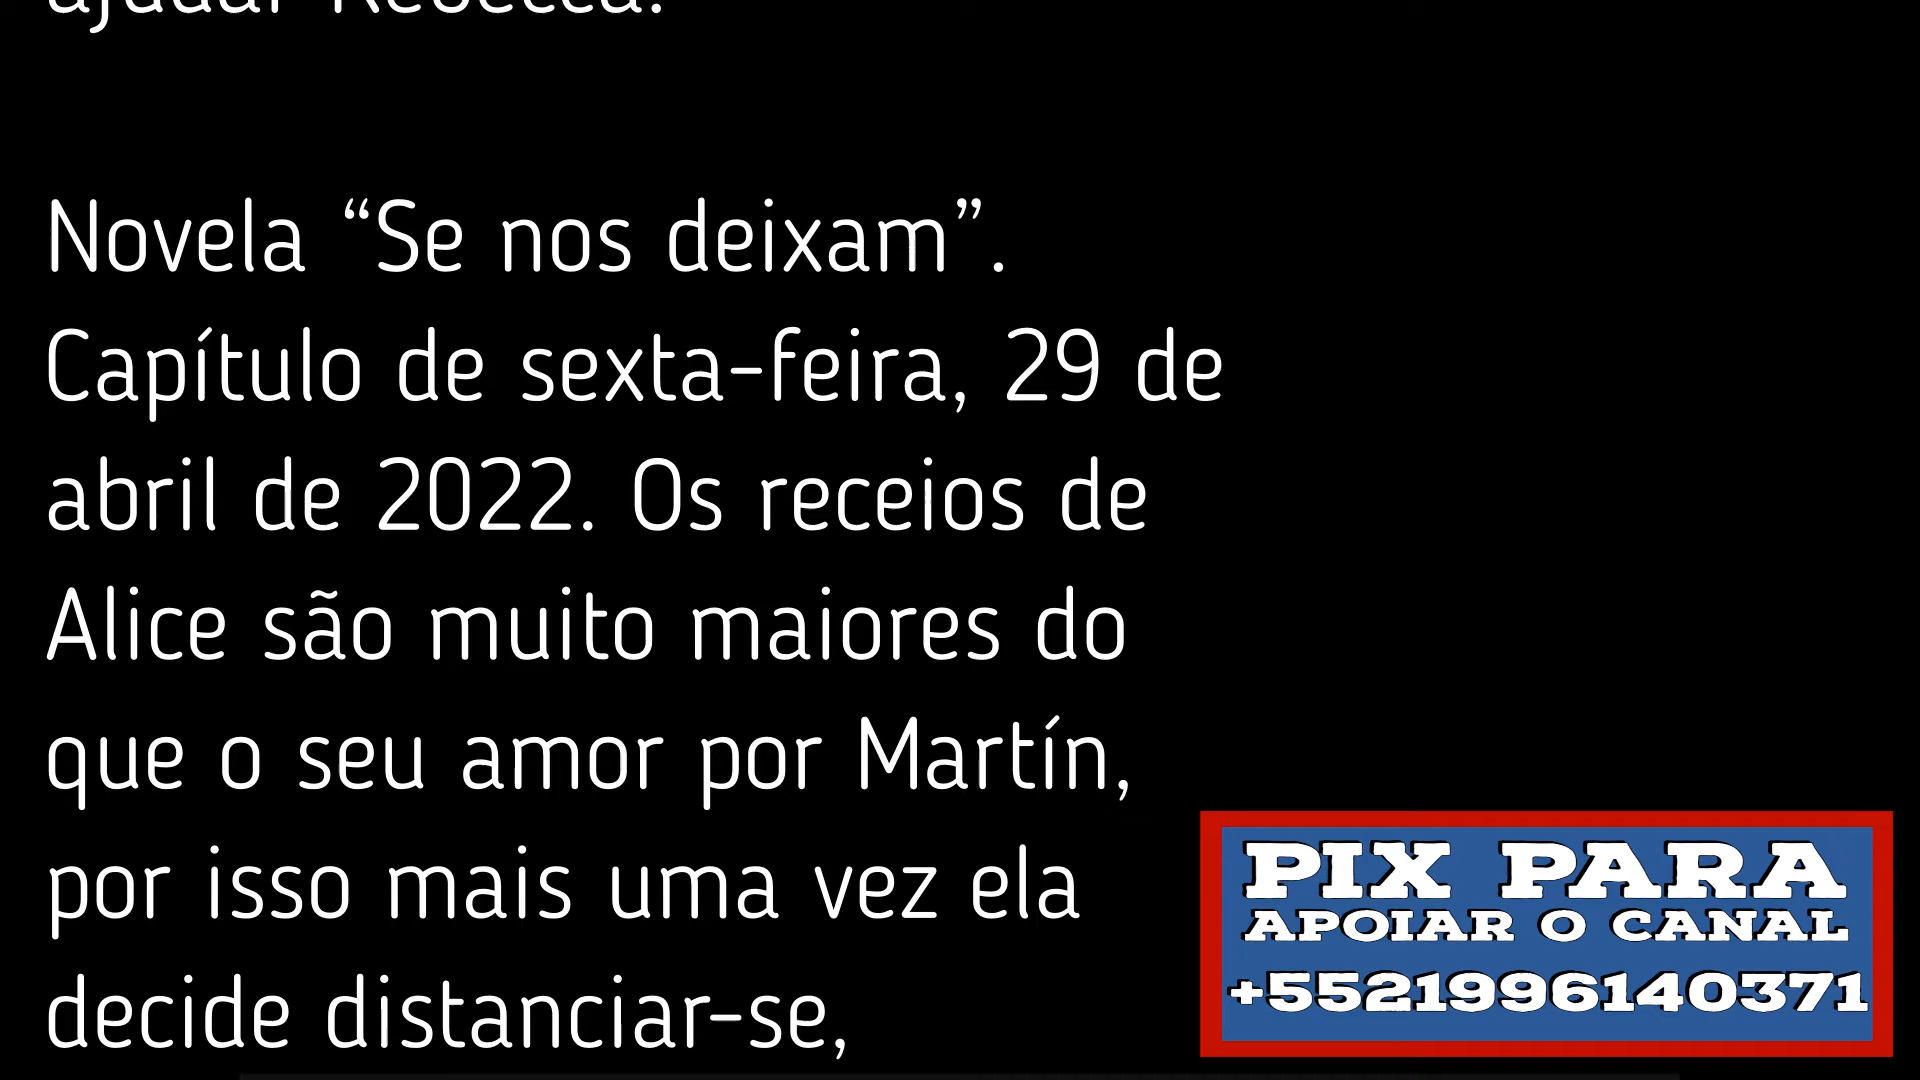 ajudar Rebecca.
Novela “Se nos deixam”.
Capítulo de sexta-feira, 29 de
abril de 2022. Os receios de
Alice são muito maiores do
que o seu amor por Martín,
por isso mais uma vez ela
decide distanciar-se,
PIX PARA
APOIAR O CANAL
+5521996140371